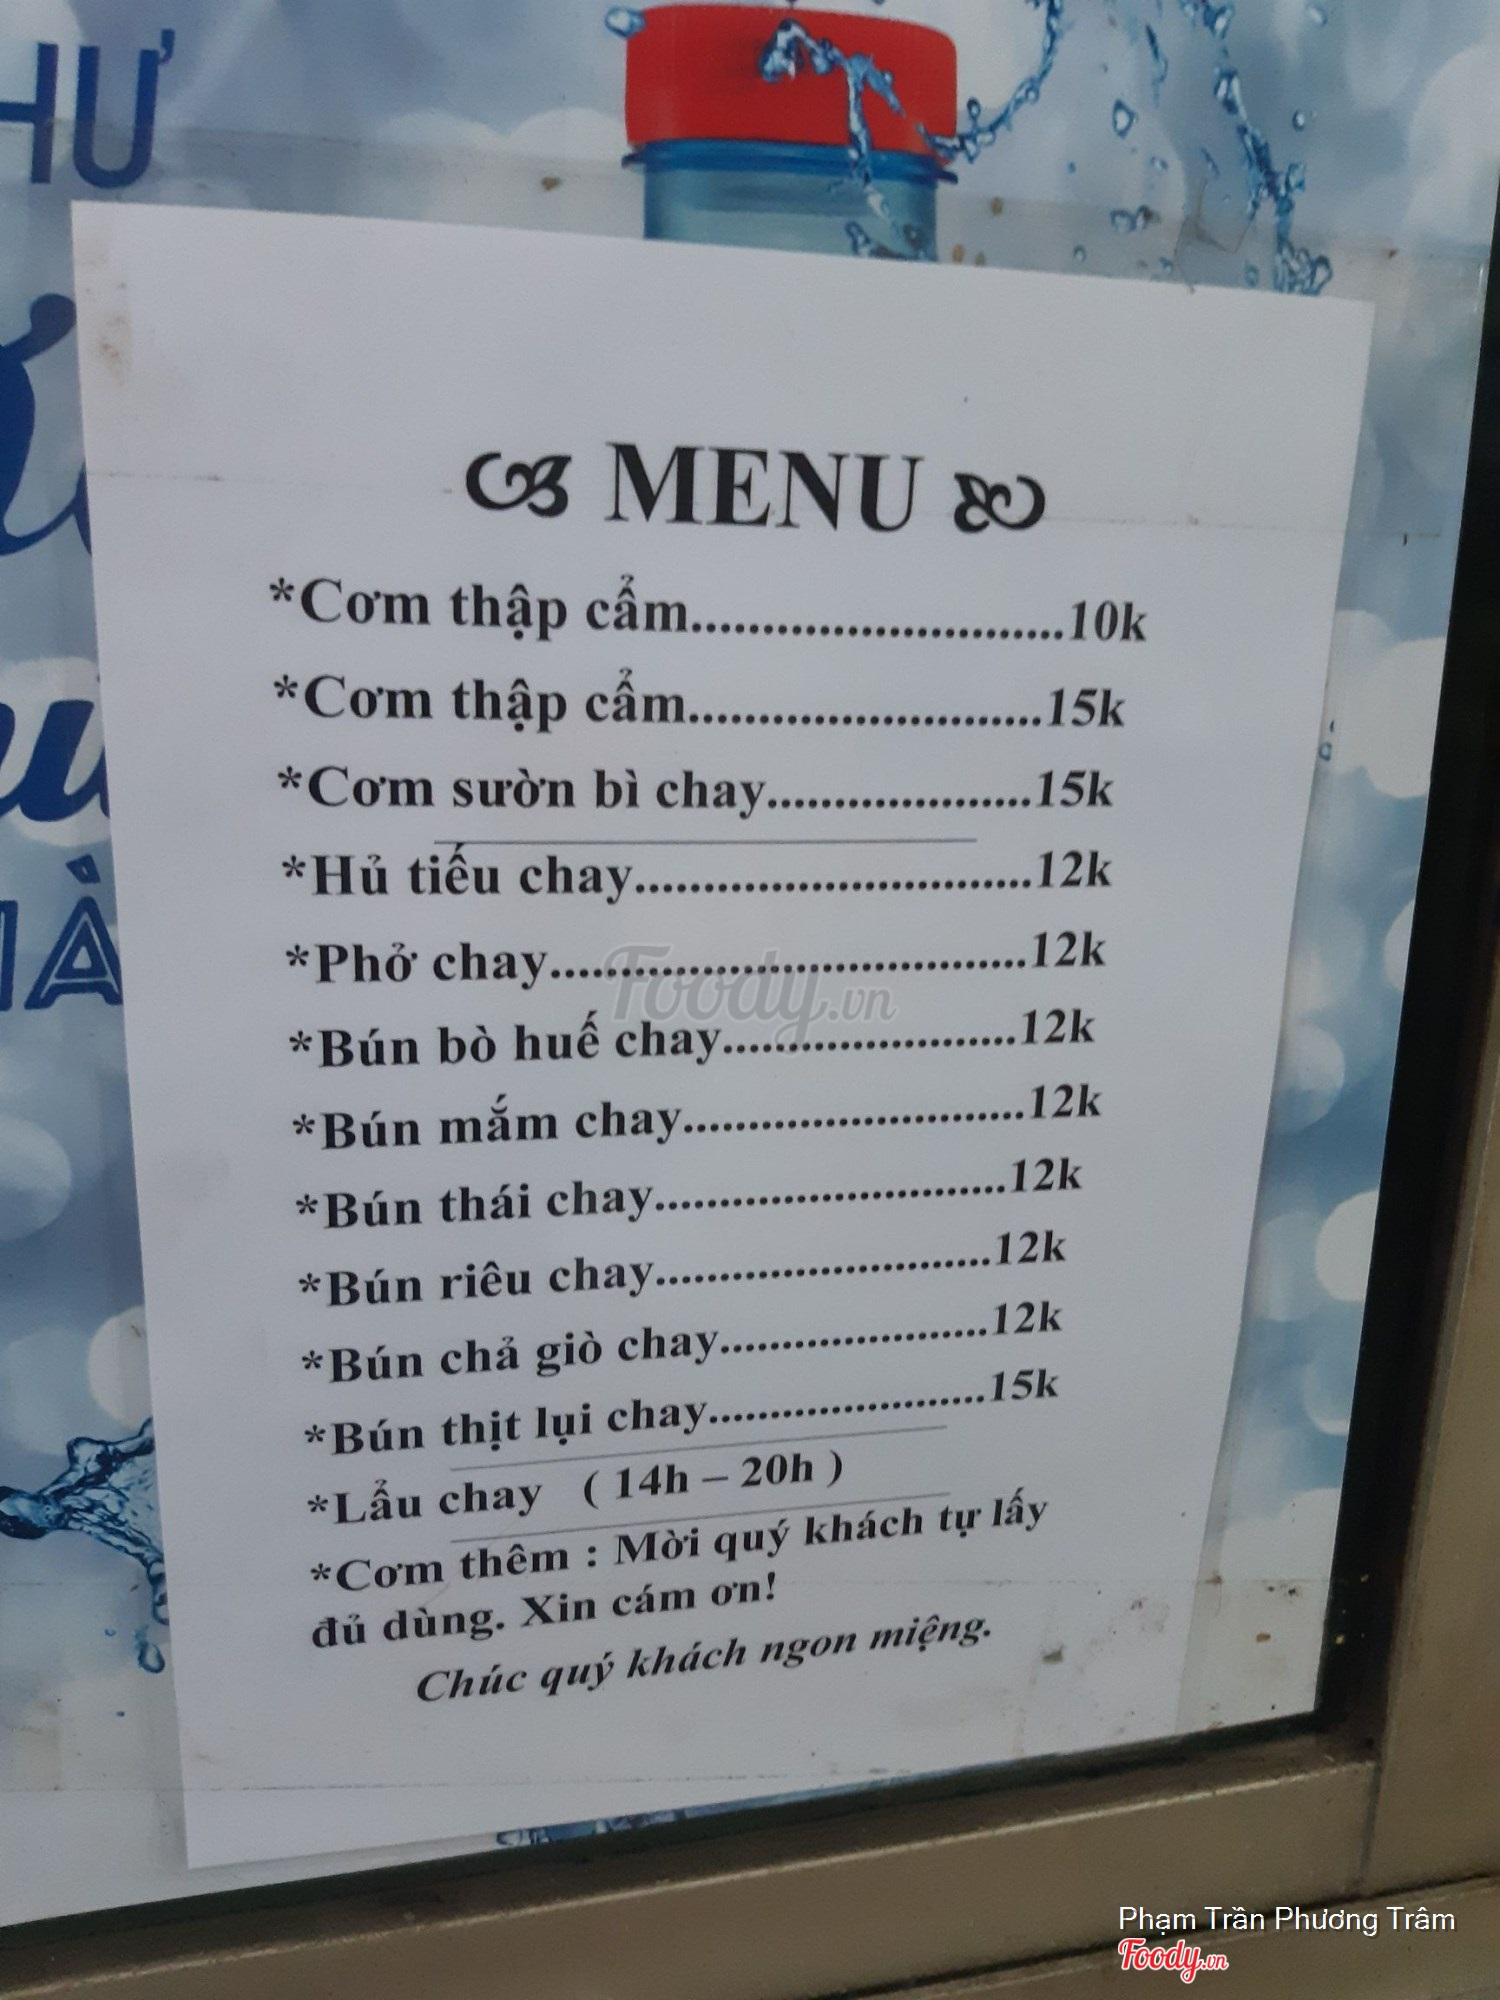 HƯ
MENU
*Cơm thập cẩm...........................10k
*Cơm thập cẩm..........................15k
*Cơm sườn bì chay....................15k
*Hủ tiếu chay..............................12k
*Phở chay....................................12k
*Bún bò huế chay......................12k
*Bún mắm chay..........................12k
*Bún thái chay...........................12k
*Bún riêu chay..........................12k
*Bún chả giò chay.....................12k
*Bún thịt lụi chay......................15k
*Lẩu chay ( 14h – 20h )
*Cơm thêm : Mời quý khách tự lấy
đủ dùng. Xin cám ơn!
Chúc quý khách ngon miệng.
Foody.vn
Phạm Trần Phương Trâm
Foody.vn